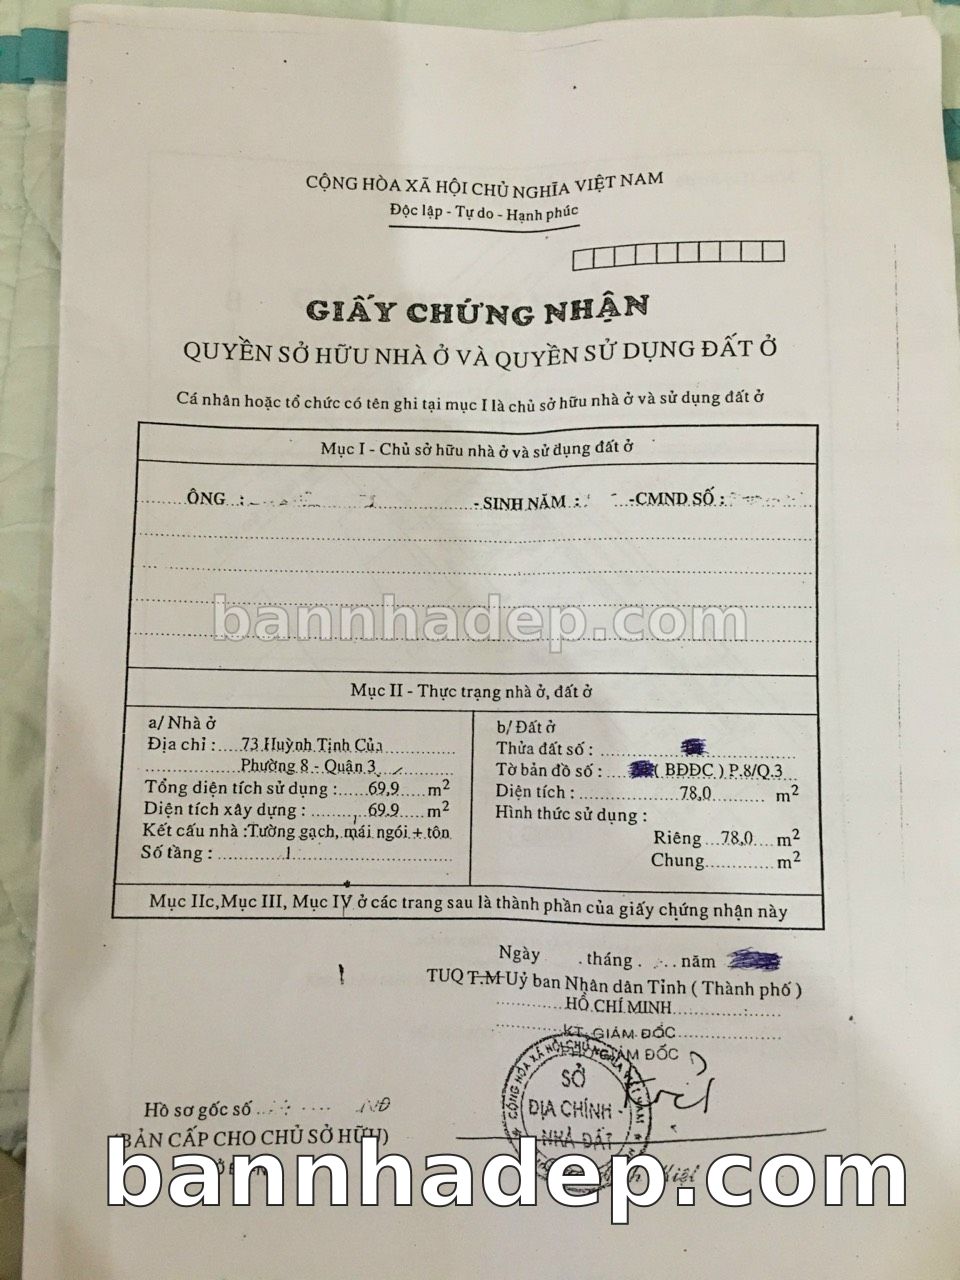 CỘNG HÒA XÃ HỘI CHỦ NGHĨA VIỆT NAM
Độc lập - Tự do - Hạnh phúc
GIẤY CHỨNG NHẬN
QUYỀN SỞ HỮU NHÀ Ở VÀ QUYỀN SỬ DỤNG ĐẤT Ở
Cá nhân hoặc tổ chức có tên ghi tại mục I là chủ sở hữu nhà ở và sử dụng đất ở
Mục I - Chủ sở hữu nhà ở và sử dụng đất ở
ÔNG : - SINH NĂM : -CMND SỐ :
bannhadep.com
Mục II - Thực trạng nhà ở, đất ở
a/ Nhà ở
Địa chỉ : 73 Huỳnh Tịnh Của
Phường 8 - Quận 3
Tổng diện tích sử dụng : 69,9 m2
Diện tích xây dựng : 69,9 m2
Kết cấu nhà :Tường gạch, mái ngói + tôn
Số tầng : 1
b/ Đất ở
Thửa đất số :
Tờ bản đồ số : ( BĐĐC ) P.8/Q.3
Diện tích : 78,0 m2
Hình thức sử dụng :
Riêng 78,0 m2
Chung m2
Mục IIc,Mục III, Mục IV ở các trang sau là thành phần của giấy chứng nhận này
Ngày tháng năm
TUQ T.M Uỷ ban Nhân dân Tỉnh ( Thành phố )
HỒ CHÍ MINH
KT. GIÁM ĐỐC
GIÁM ĐỐC
CỘNG HÒA XÃ HỘI CHỦ NGHĨA VIỆT NAM
SỞ
ĐỊA CHÍNH -
NHÀ ĐẤT
Hồ sơ gốc số
(BẢN CẤP CHO CHỦ SỞ HỮU)
bannhadep.com